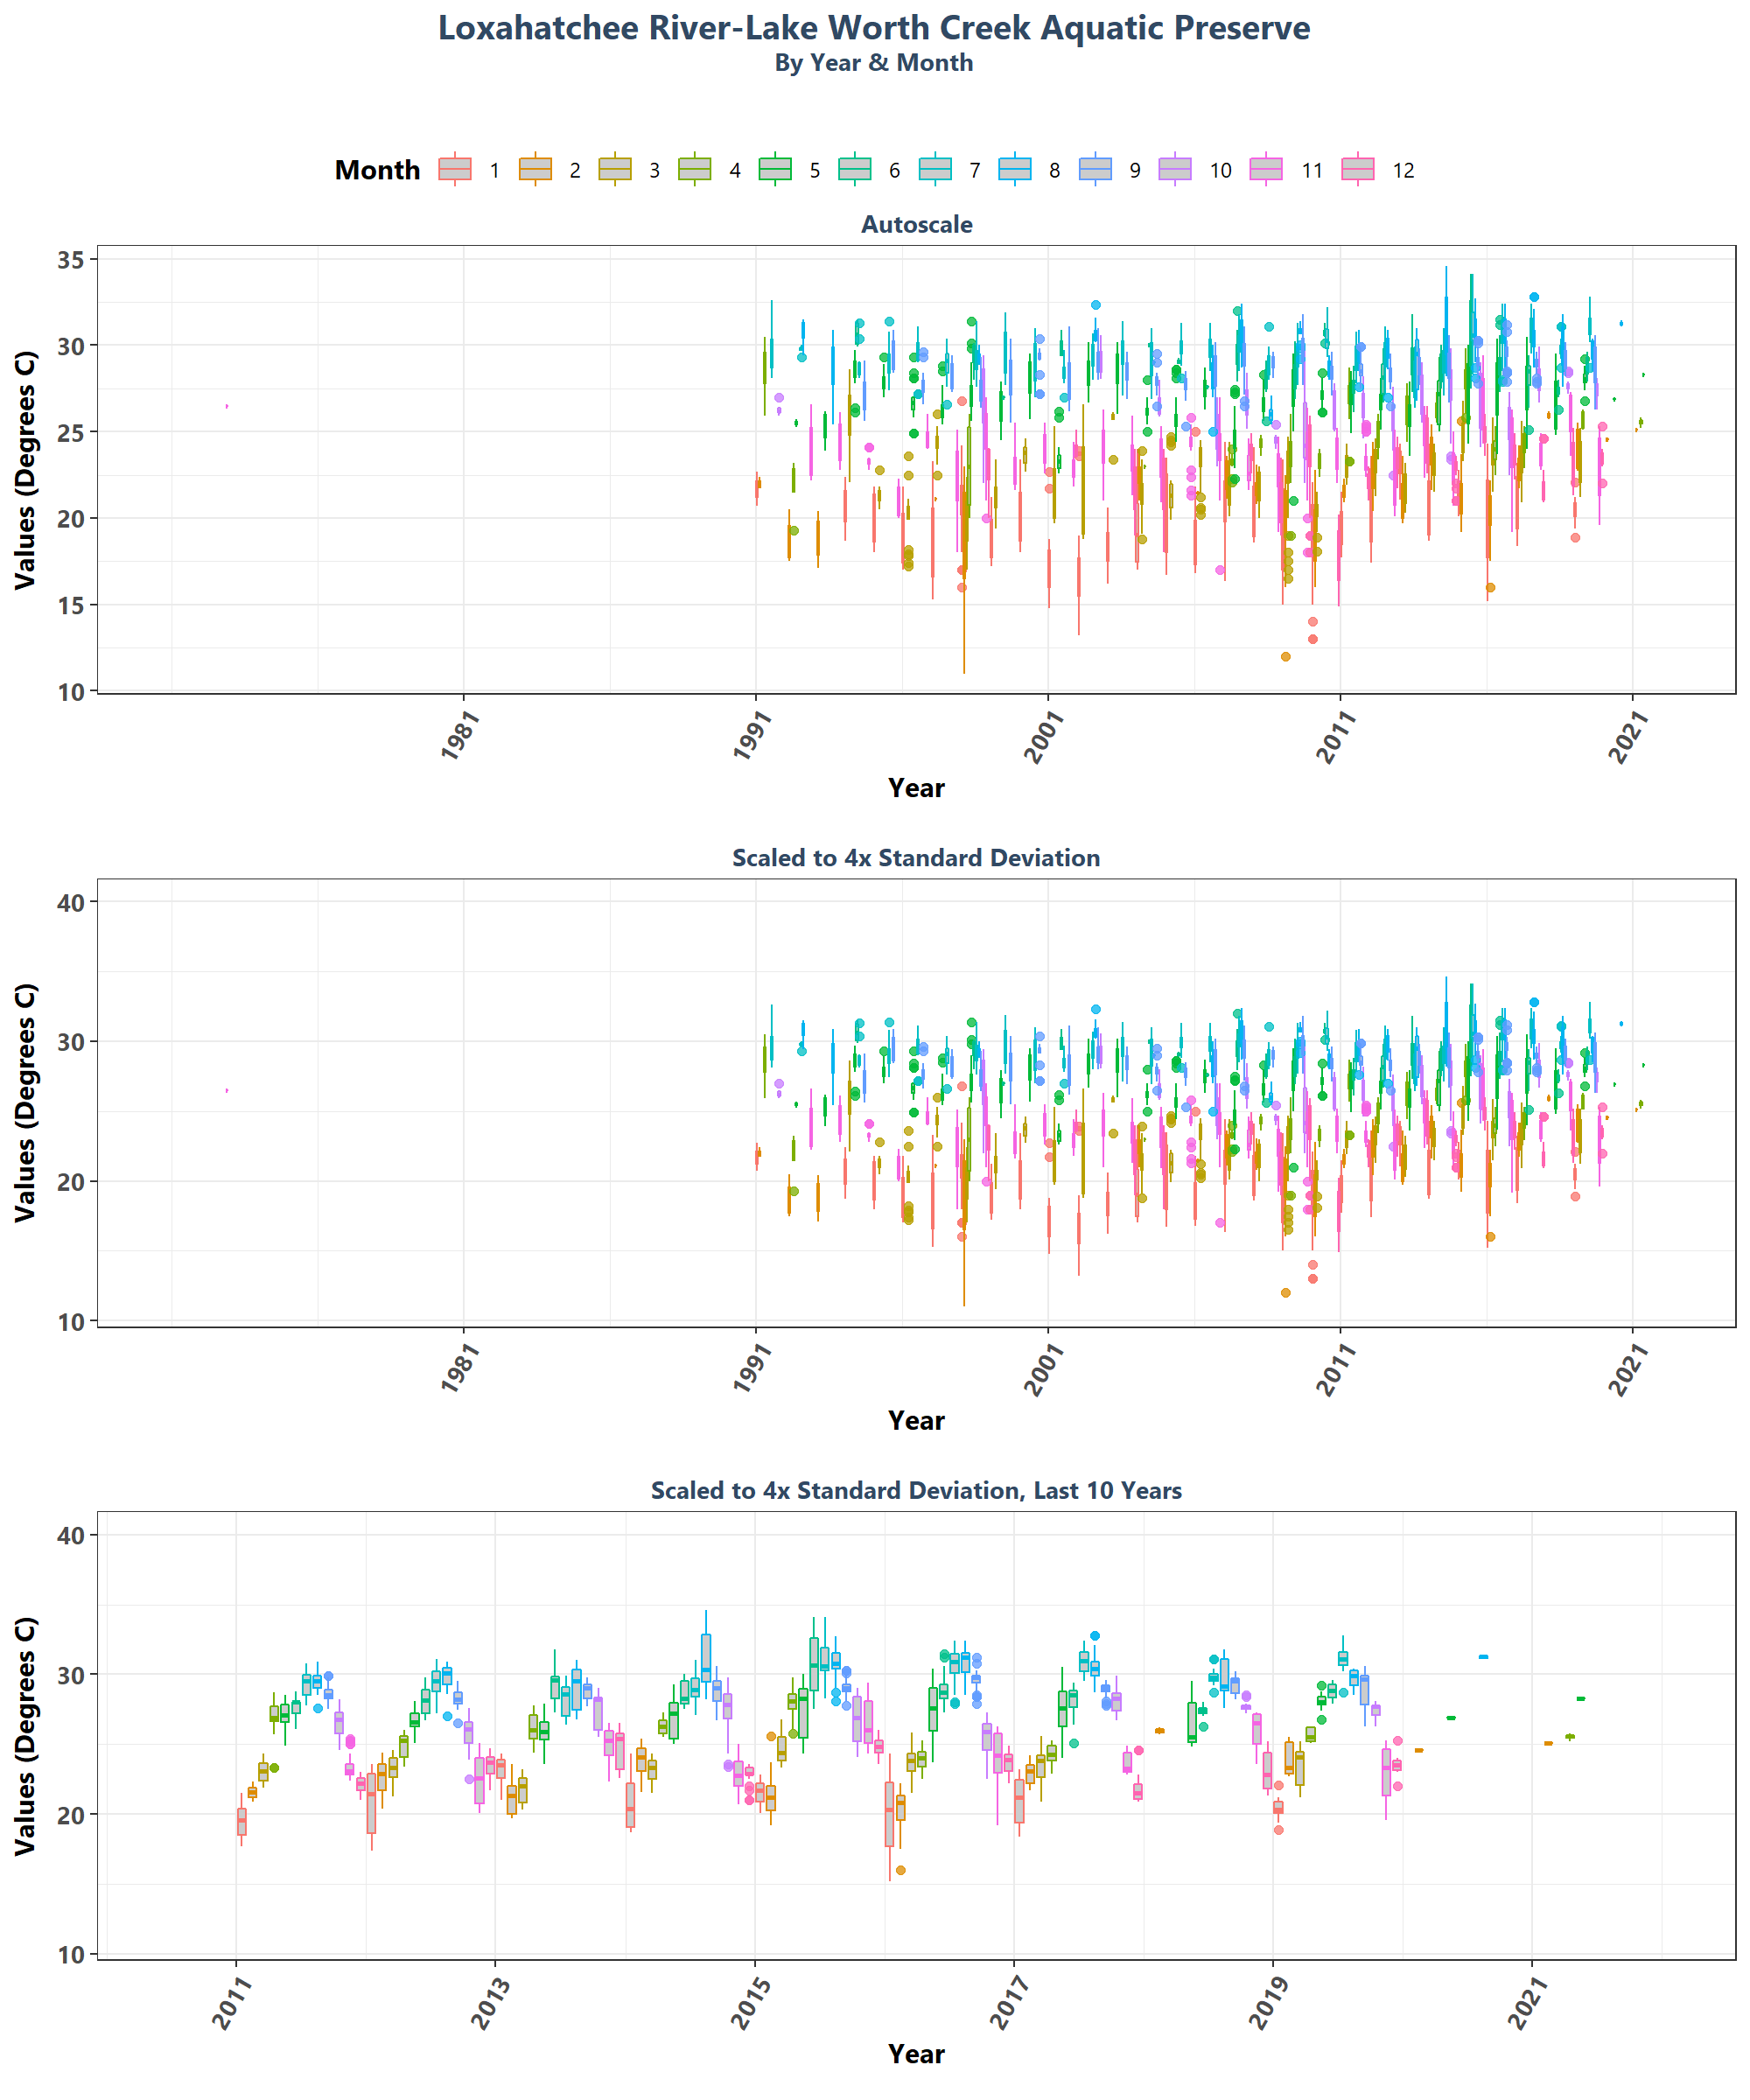 Loxahatchee River-Lake Worth Creek Aquatic Preserve
By Year & Month
Month 1 2 3 4 5 6 7 8 9 10 11 12
Autoscale
Values (Degrees C)
35
30
25
20
15
10
1981 1991 2001 2011 2021
Year
Scaled to 4x Standard Deviation
Values (Degrees C)
40
30
20
10
1981 1991 2001 2011 2021
Year
Scaled to 4x Standard Deviation, Last 10 Years
Values (Degrees C)
40
30
20
10
2011 2013 2015 2017 2019 2021
Year